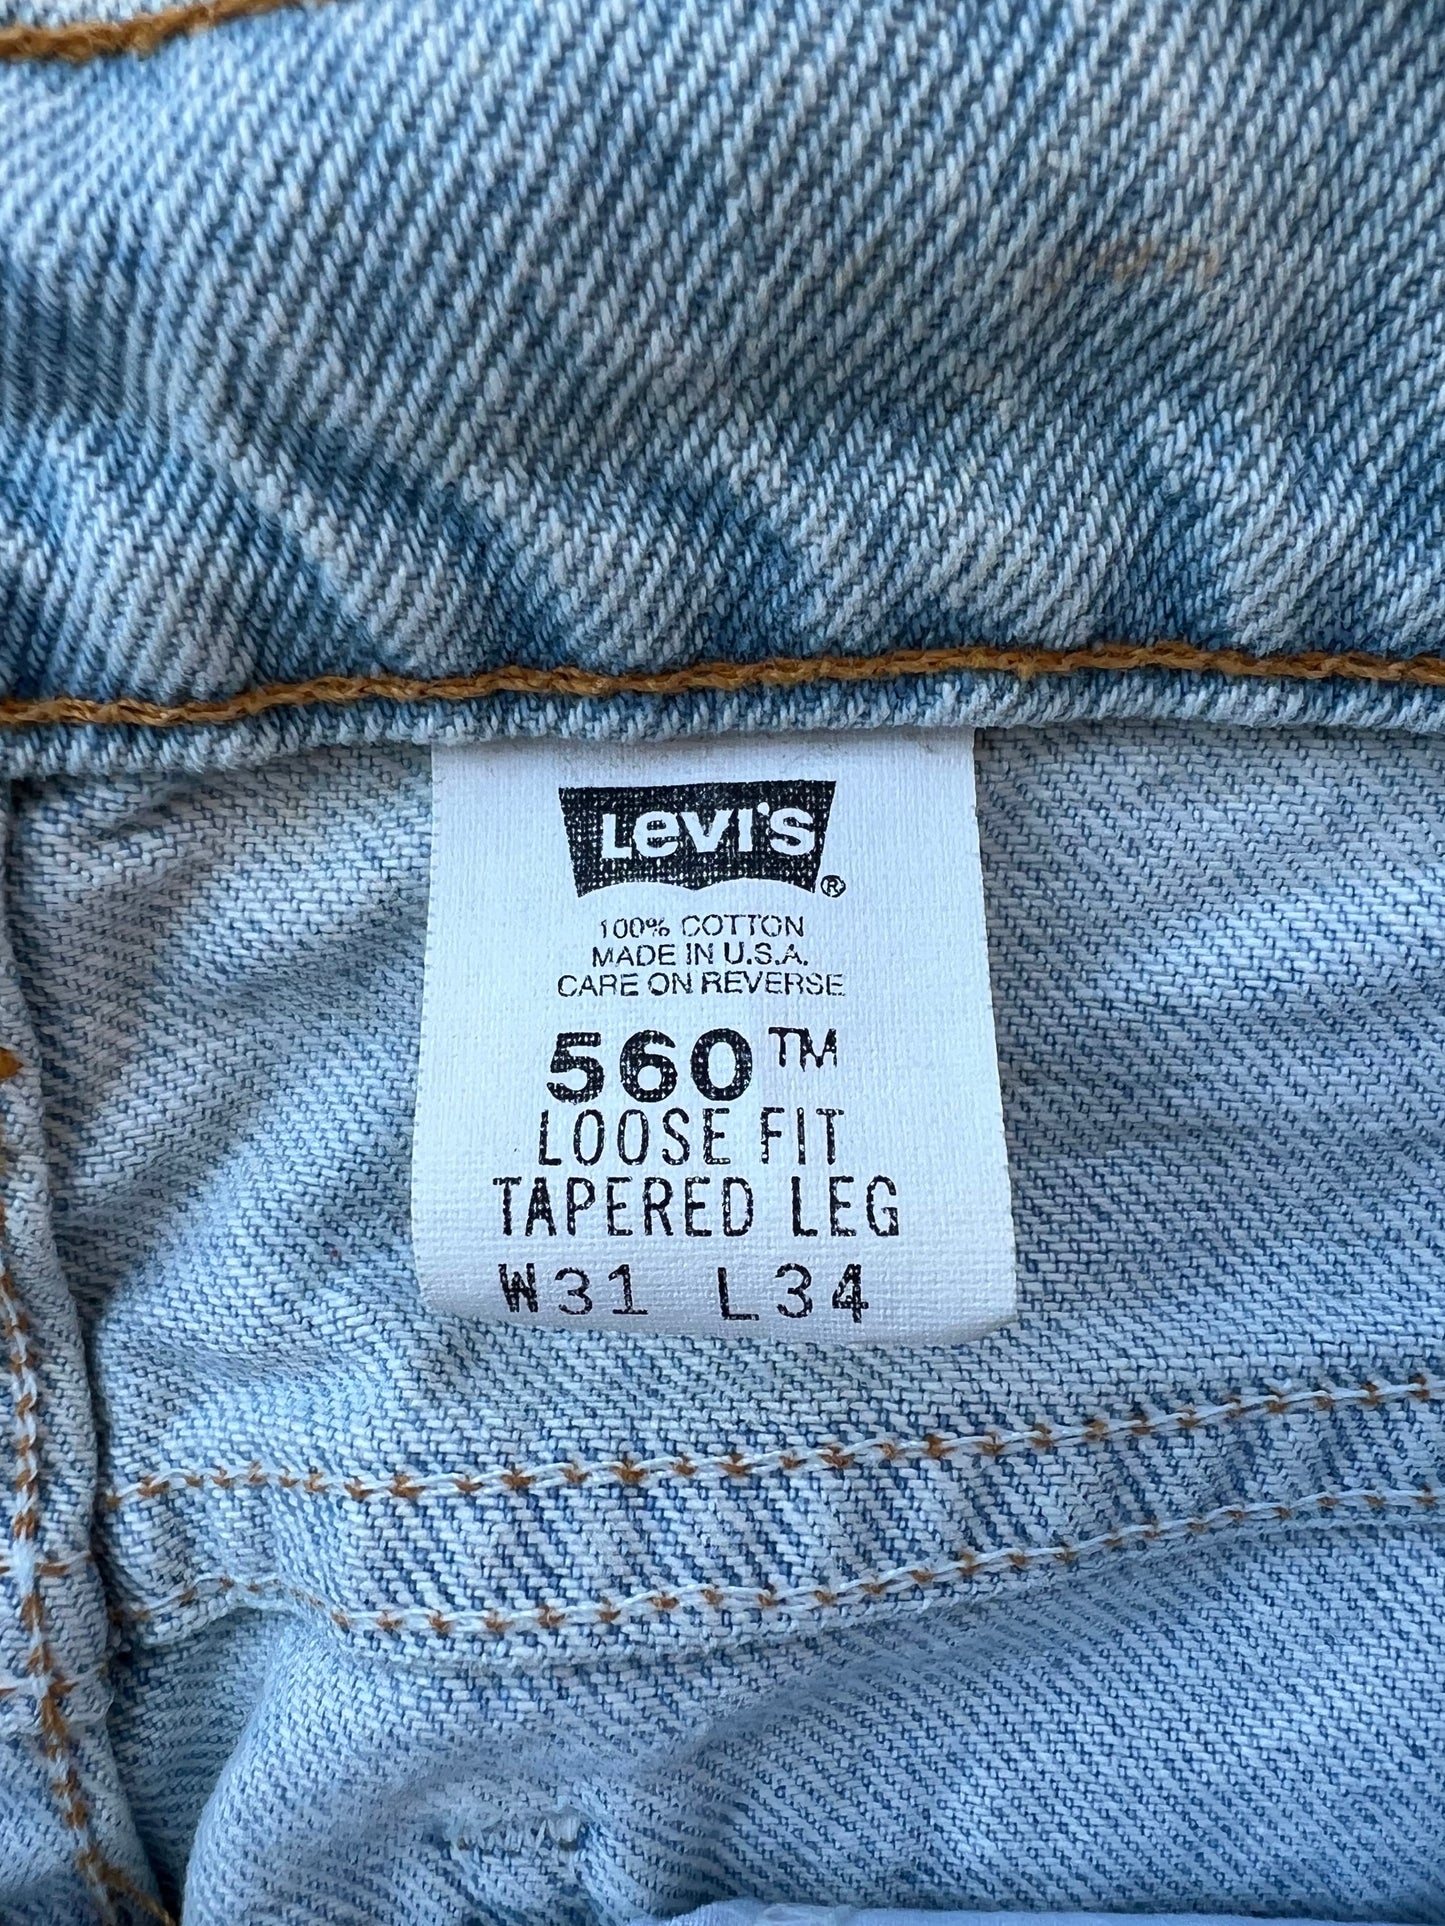 Levi's ®
100% COTTON
MADE IN U.S.A.
CARE ON REVERSE
560™
LOOSE FIT
TAPERED LEG
W31 L34